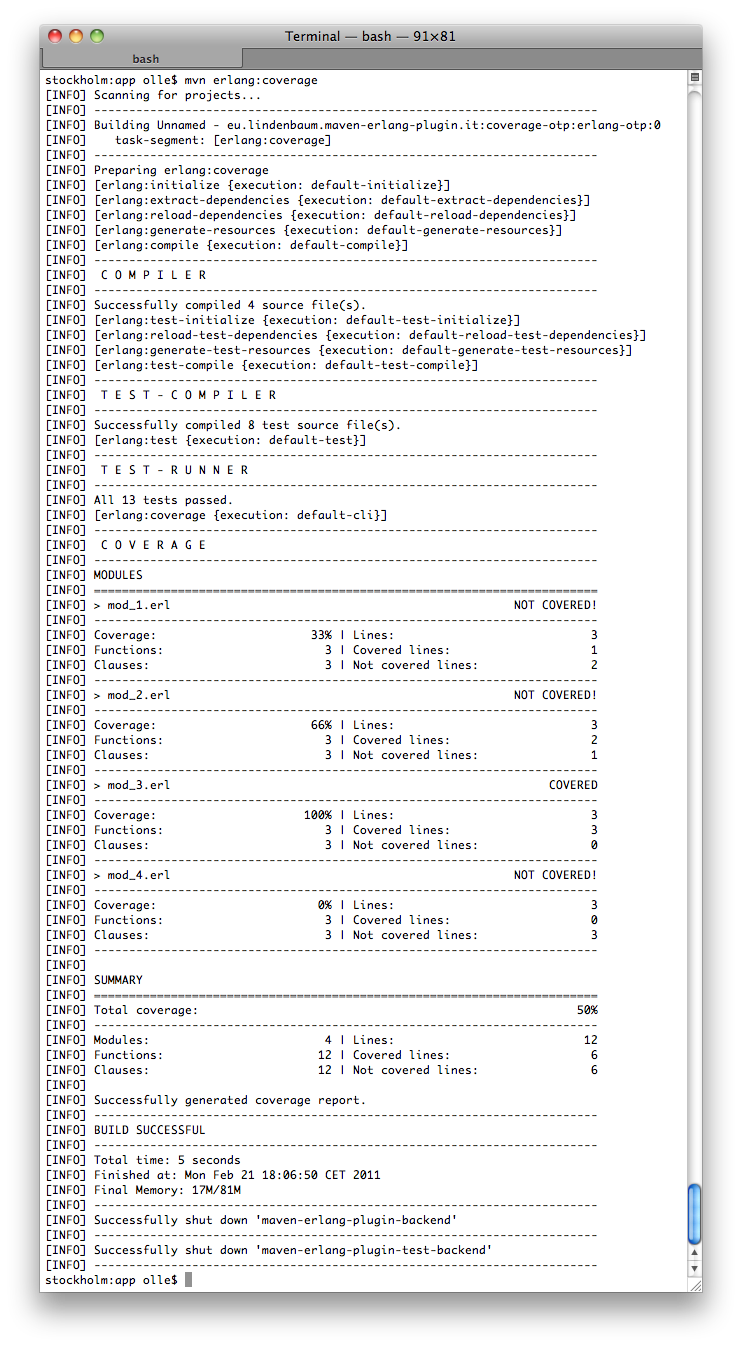 Terminal — bash — 91×81
bash
stockholm:app olle$ mvn erlang:coverage
[INFO] Scanning for projects...
[INFO] ------------------------------------------------------------------------
[INFO] Building Unnamed - eu.lindenbaum.maven-erlang-plugin.it:coverage-otp:erlang-otp:0
[INFO]    task-segment: [erlang:coverage]
[INFO] ------------------------------------------------------------------------
[INFO] Preparing erlang:coverage
[INFO] [erlang:initialize {execution: default-initialize}]
[INFO] [erlang:extract-dependencies {execution: default-extract-dependencies}]
[INFO] [erlang:reload-dependencies {execution: default-reload-dependencies}]
[INFO] [erlang:generate-resources {execution: default-generate-resources}]
[INFO] [erlang:compile {execution: default-compile}]
[INFO] ------------------------------------------------------------------------
[INFO]  C O M P I L E R
[INFO] ------------------------------------------------------------------------
[INFO] Successfully compiled 4 source file(s).
[INFO] [erlang:test-initialize {execution: default-test-initialize}]
[INFO] [erlang:reload-test-dependencies {execution: default-reload-test-dependencies}]
[INFO] [erlang:generate-test-resources {execution: default-generate-test-resources}]
[INFO] [erlang:test-compile {execution: default-test-compile}]
[INFO] ------------------------------------------------------------------------
[INFO]  T E S T - C O M P I L E R
[INFO] ------------------------------------------------------------------------
[INFO] Successfully compiled 8 test source file(s).
[INFO] [erlang:test {execution: default-test}]
[INFO] ------------------------------------------------------------------------
[INFO]  T E S T - R U N N E R
[INFO] ------------------------------------------------------------------------
[INFO] All 13 tests passed.
[INFO] [erlang:coverage {execution: default-cli}]
[INFO] ------------------------------------------------------------------------
[INFO]  C O V E R A G E
[INFO] ------------------------------------------------------------------------
[INFO] MODULES
[INFO] ========================================================================
[INFO] > mod_1.erl                                                 NOT COVERED!
[INFO] ------------------------------------------------------------------------
[INFO] Coverage:                      33% | Lines:                            3
[INFO] Functions:                       3 | Covered lines:                    1
[INFO] Clauses:                         3 | Not covered lines:                2
[INFO] ------------------------------------------------------------------------
[INFO] > mod_2.erl                                                 NOT COVERED!
[INFO] ------------------------------------------------------------------------
[INFO] Coverage:                      66% | Lines:                            3
[INFO] Functions:                       3 | Covered lines:                    2
[INFO] Clauses:                         3 | Not covered lines:                1
[INFO] ------------------------------------------------------------------------
[INFO] > mod_3.erl                                                      COVERED
[INFO] ------------------------------------------------------------------------
[INFO] Coverage:                     100% | Lines:                            3
[INFO] Functions:                       3 | Covered lines:                    3
[INFO] Clauses:                         3 | Not covered lines:                0
[INFO] ------------------------------------------------------------------------
[INFO] > mod_4.erl                                                 NOT COVERED!
[INFO] ------------------------------------------------------------------------
[INFO] Coverage:                       0% | Lines:                            3
[INFO] Functions:                       3 | Covered lines:                    0
[INFO] Clauses:                         3 | Not covered lines:                3
[INFO] ------------------------------------------------------------------------
[INFO]
[INFO] SUMMARY
[INFO] ========================================================================
[INFO] Total coverage:                                                      50%
[INFO] ------------------------------------------------------------------------
[INFO] Modules:                         4 | Lines:                           12
[INFO] Functions:                      12 | Covered lines:                    6
[INFO] Clauses:                        12 | Not covered lines:                6
[INFO]
[INFO] Successfully generated coverage report.
[INFO] ------------------------------------------------------------------------
[INFO] BUILD SUCCESSFUL
[INFO] ------------------------------------------------------------------------
[INFO] Total time: 5 seconds
[INFO] Finished at: Mon Feb 21 18:06:50 CET 2011
[INFO] Final Memory: 17M/81M
[INFO] ------------------------------------------------------------------------
[INFO] Successfully shut down 'maven-erlang-plugin-backend'
[INFO] ------------------------------------------------------------------------
[INFO] Successfully shut down 'maven-erlang-plugin-test-backend'
[INFO] ------------------------------------------------------------------------
stockholm:app olle$